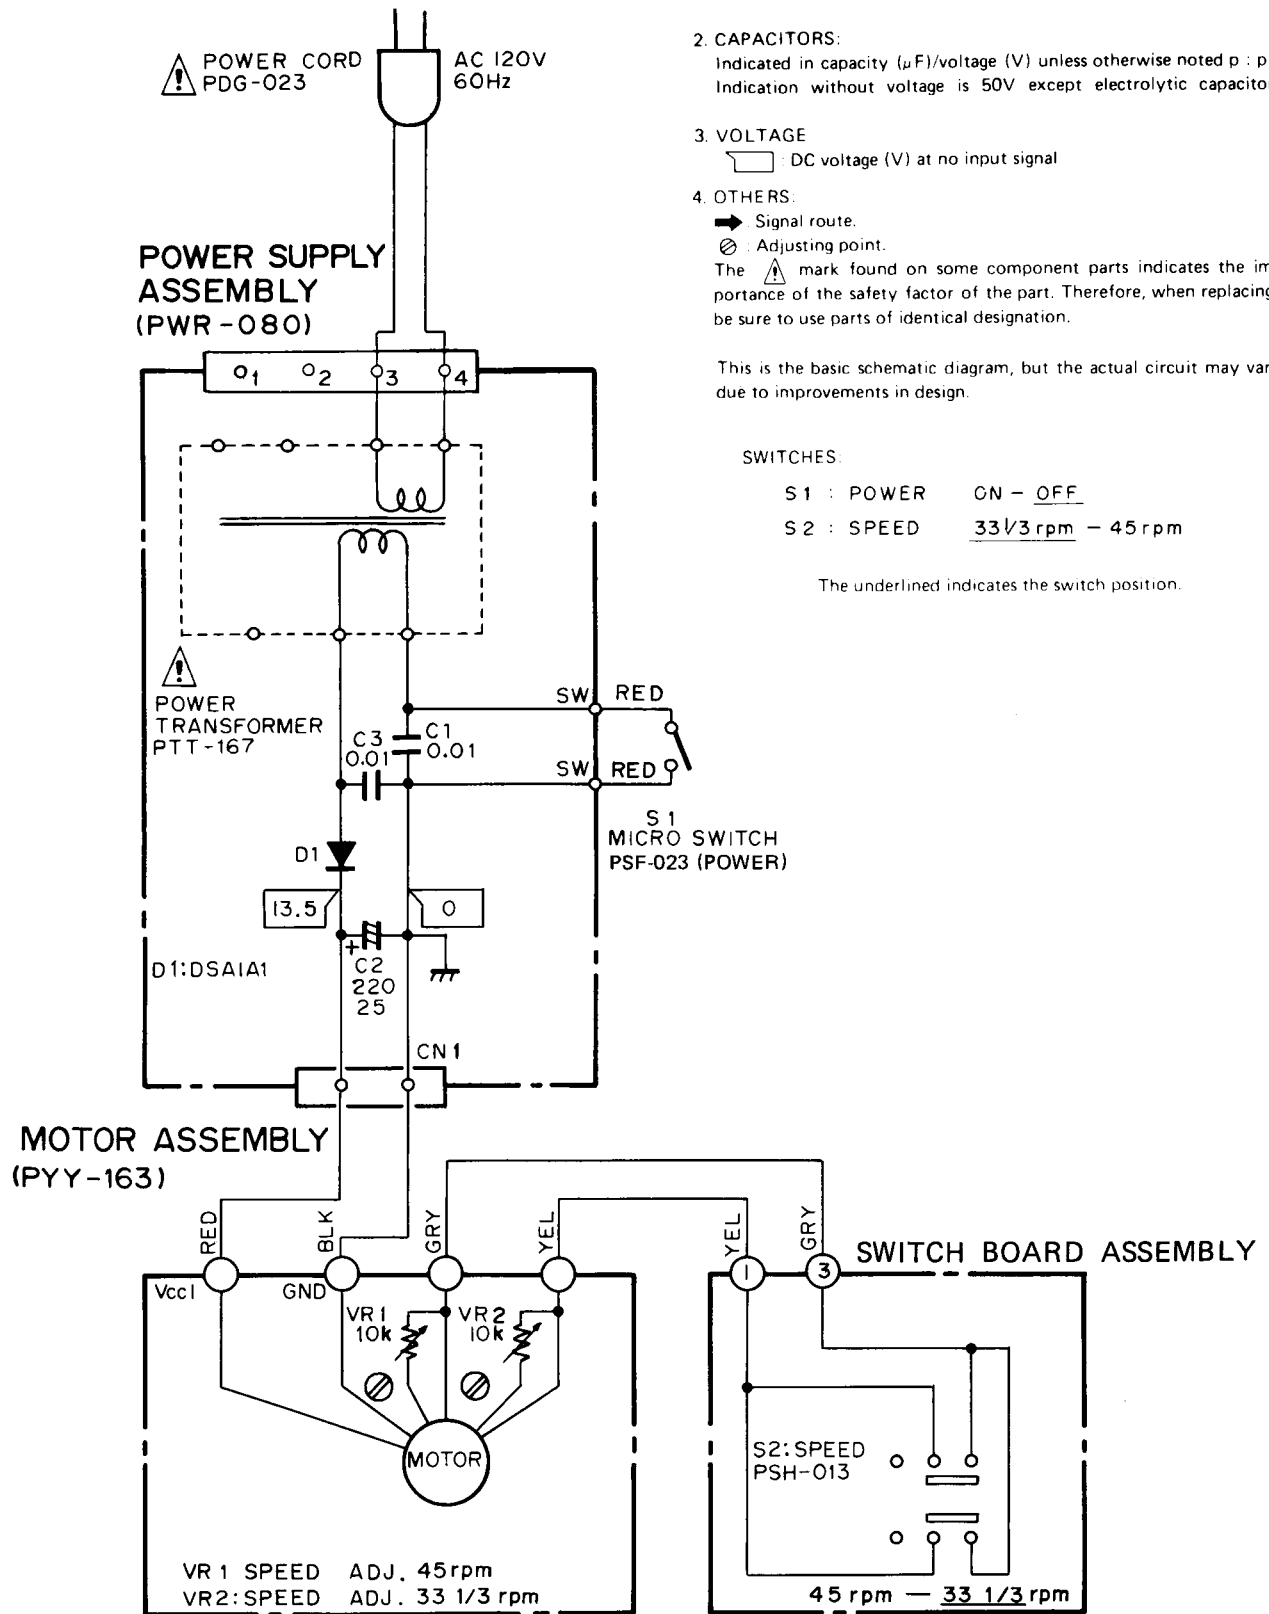 POWER CORD
PDG-023
AC 120V
60Hz
2. CAPACITORS:
Indicated in capacity (µF)/voltage (V) unless otherwise noted p : p
Indication without voltage is 50V except electrolytic capacito
3. VOLTAGE
: DC voltage (V) at no input signal
4. OTHERS:
Signal route.
: Adjusting point.
The ⚠ mark found on some component parts indicates the im
portance of the safety factor of the part. Therefore, when replacing
be sure to use parts of identical designation.
This is the basic schematic diagram, but the actual circuit may var
due to improvements in design.
SWITCHES:
S1 : POWER ON – OFF
S2 : SPEED 33 1/3 rpm – 45 rpm
The underlined indicates the switch position.
POWER SUPPLY
ASSEMBLY
(PWR-080)
1 2 3 4
POWER
TRANSFORMER
PTT-167
C3
0.01
C1
0.01
SW RED
SW RED
S1
MICRO SWITCH
PSF-023 (POWER)
D1
13.5
0
D1:DSA1A1
+
C2
220
25
CN1
MOTOR ASSEMBLY
(PYY-163)
RED
BLK
GRY
YEL
YEL
GRY
SWITCH BOARD ASSEMBLY
1
3
Vcc1
GND
VR1
10k
VR2
10k
MOTOR
S2:SPEED
PSH-013
VR1 SPEED ADJ. 45rpm
VR2:SPEED ADJ. 33 1/3 rpm
45 rpm — 33 1/3 rpm